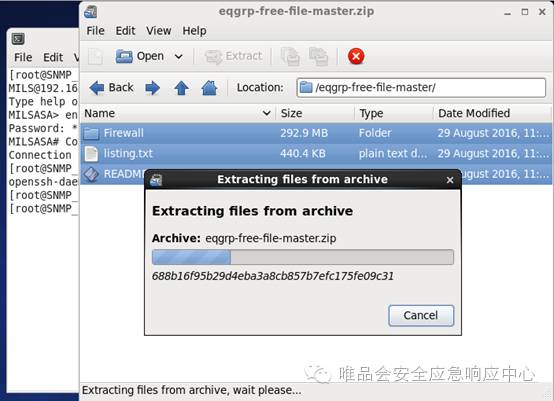 eqgrp-free-file-master.zip
File Edit View Help
Open Extract
Back Home Location: /eqgrp-free-file-master/
Name Size Type Date Modified
Firewall 292.9 MB Folder 29 August 2016, 11:...
listing.txt 440.4 KB plain text d... 29 August 2016, 11:...
29 August 2016, 11:...
File Edit
[root@SNMP_
MILS@192.16
Type help o
MILSASA> en
Password: *
MILSASA# Co
Connection
[root@SNMP_
openssh-dae
[root@SNMP_
[root@SNMP_
Extracting files from archive
Extracting files from archive
Archive: eqgrp-free-file-master.zip
688b16f95b29d4eba3a8cb857b7efc175fe09c31
Cancel
唯品会安全应急响应中心
Extracting files from archive, wait please...